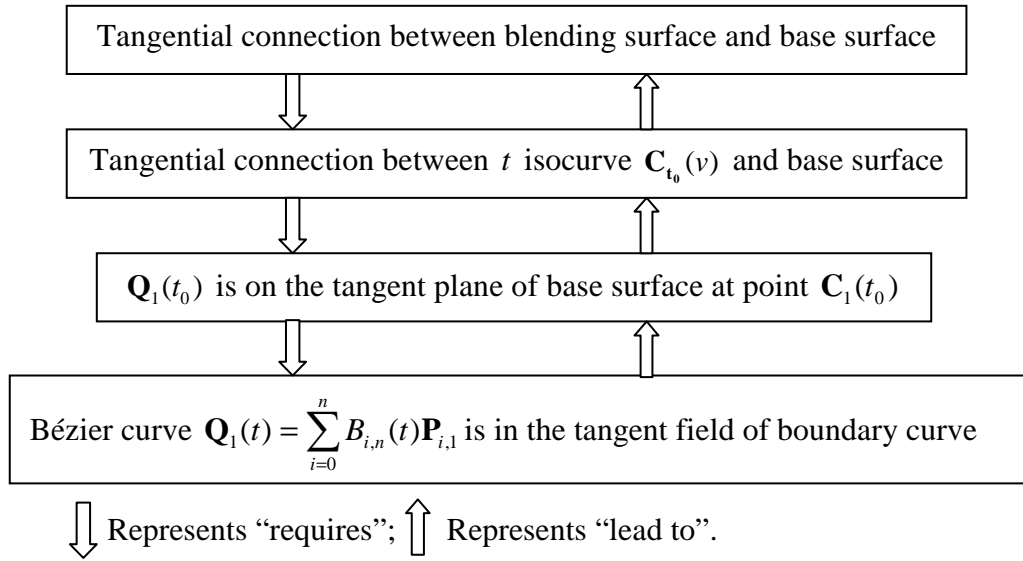 Tangential connection between blending surface and base surface
Tangential connection between t isocurve C_{t_0}(v) and base surface
Q_1(t_0) is on the tangent plane of base surface at point C_1(t_0)
Bézier curve Q_1(t) = \sum_{i=0}^{n} B_{i,n}(t) P_{i,1} is in the tangent field of boundary curve
⇓ Represents “requires”; ⇑ Represents “lead to”.